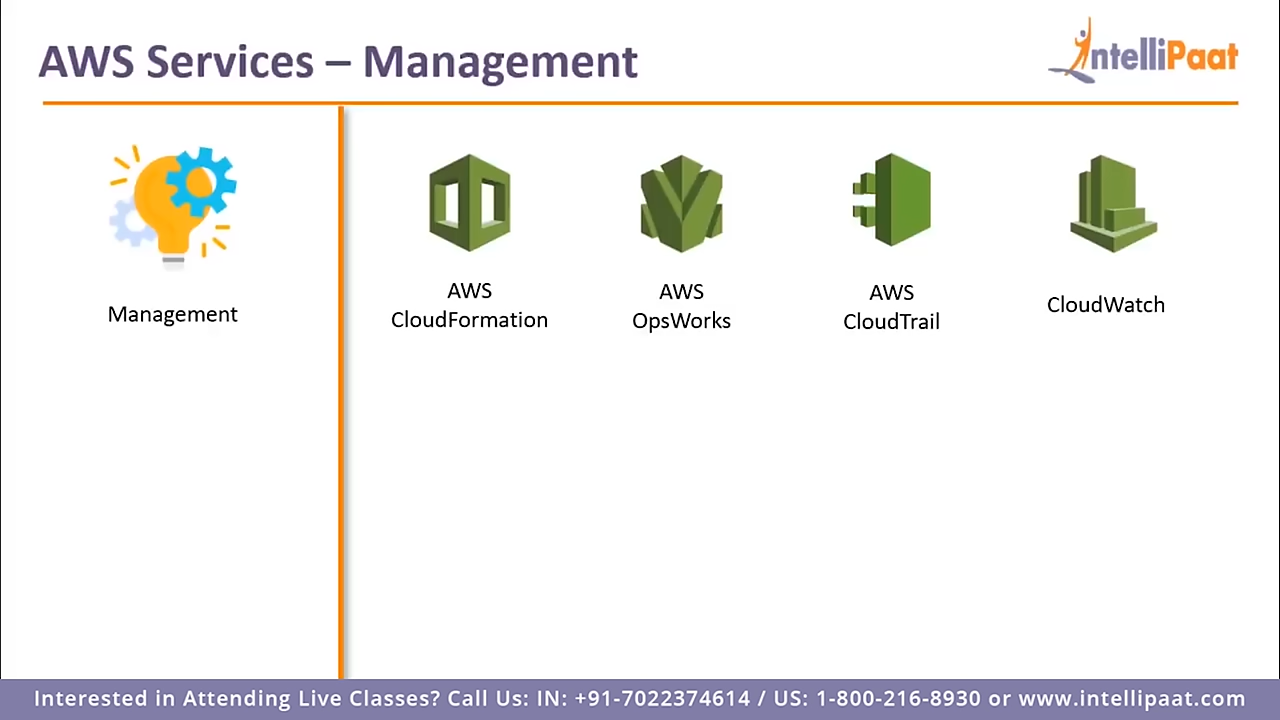 AWS Services – Management
IntelliPaat
Management
AWS
CloudFormation
AWS
OpsWorks
AWS
CloudTrail
CloudWatch
Interested in Attending Live Classes? Call Us: IN: +91-7022374614 / US: 1-800-216-8930 or www.intellipaat.com